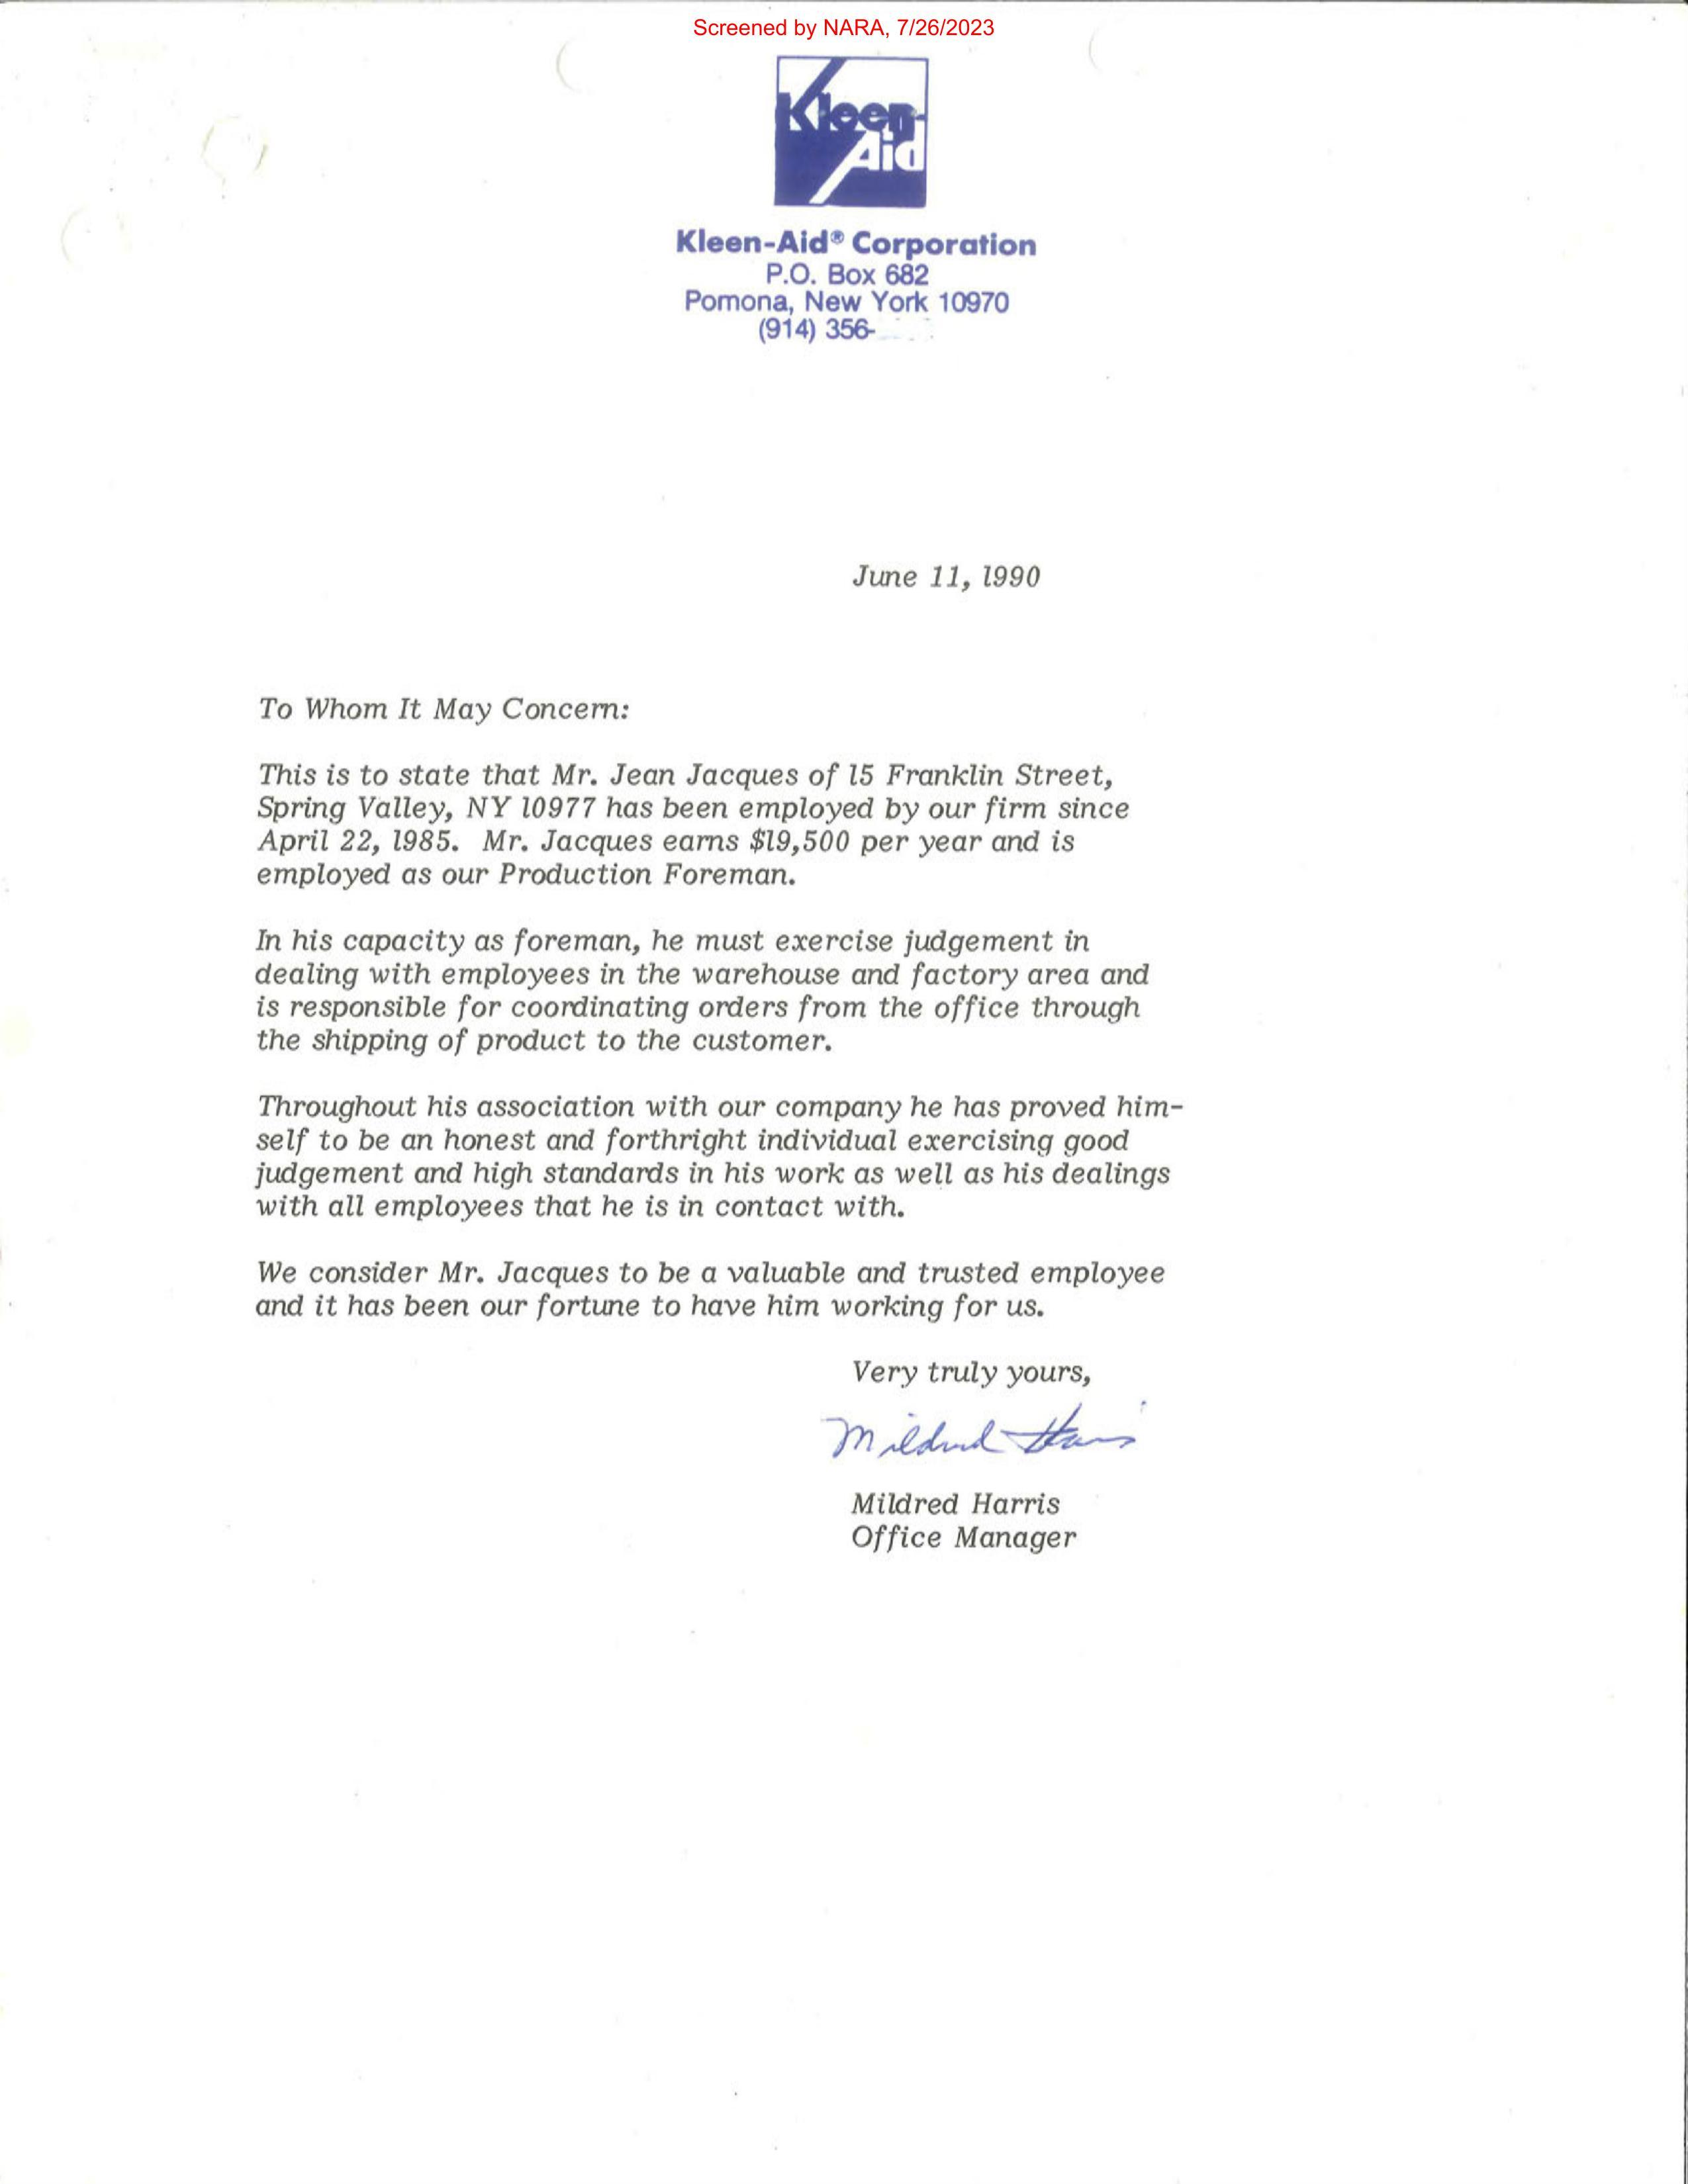 Screened by NARA, 7/26/2023
Kleen-
Aid
Kleen-Aid® Corporation
P.O. Box 682
Pomona, New York 10970
(914) 356-
June 11, 1990
To Whom It May Concern:
This is to state that Mr. Jean Jacques of 15 Franklin Street,
Spring Valley, NY 10977 has been employed by our firm since
April 22, 1985. Mr. Jacques earns $19,500 per year and is
employed as our Production Foreman.
In his capacity as foreman, he must exercise judgement in
dealing with employees in the warehouse and factory area and
is responsible for coordinating orders from the office through
the shipping of product to the customer.
Throughout his association with our company he has proved him-
self to be an honest and forthright individual exercising good
judgement and high standards in his work as well as his dealings
with all employees that he is in contact with.
We consider Mr. Jacques to be a valuable and trusted employee
and it has been our fortune to have him working for us.
Very truly yours,
Mildred Harris
Mildred Harris
Office Manager